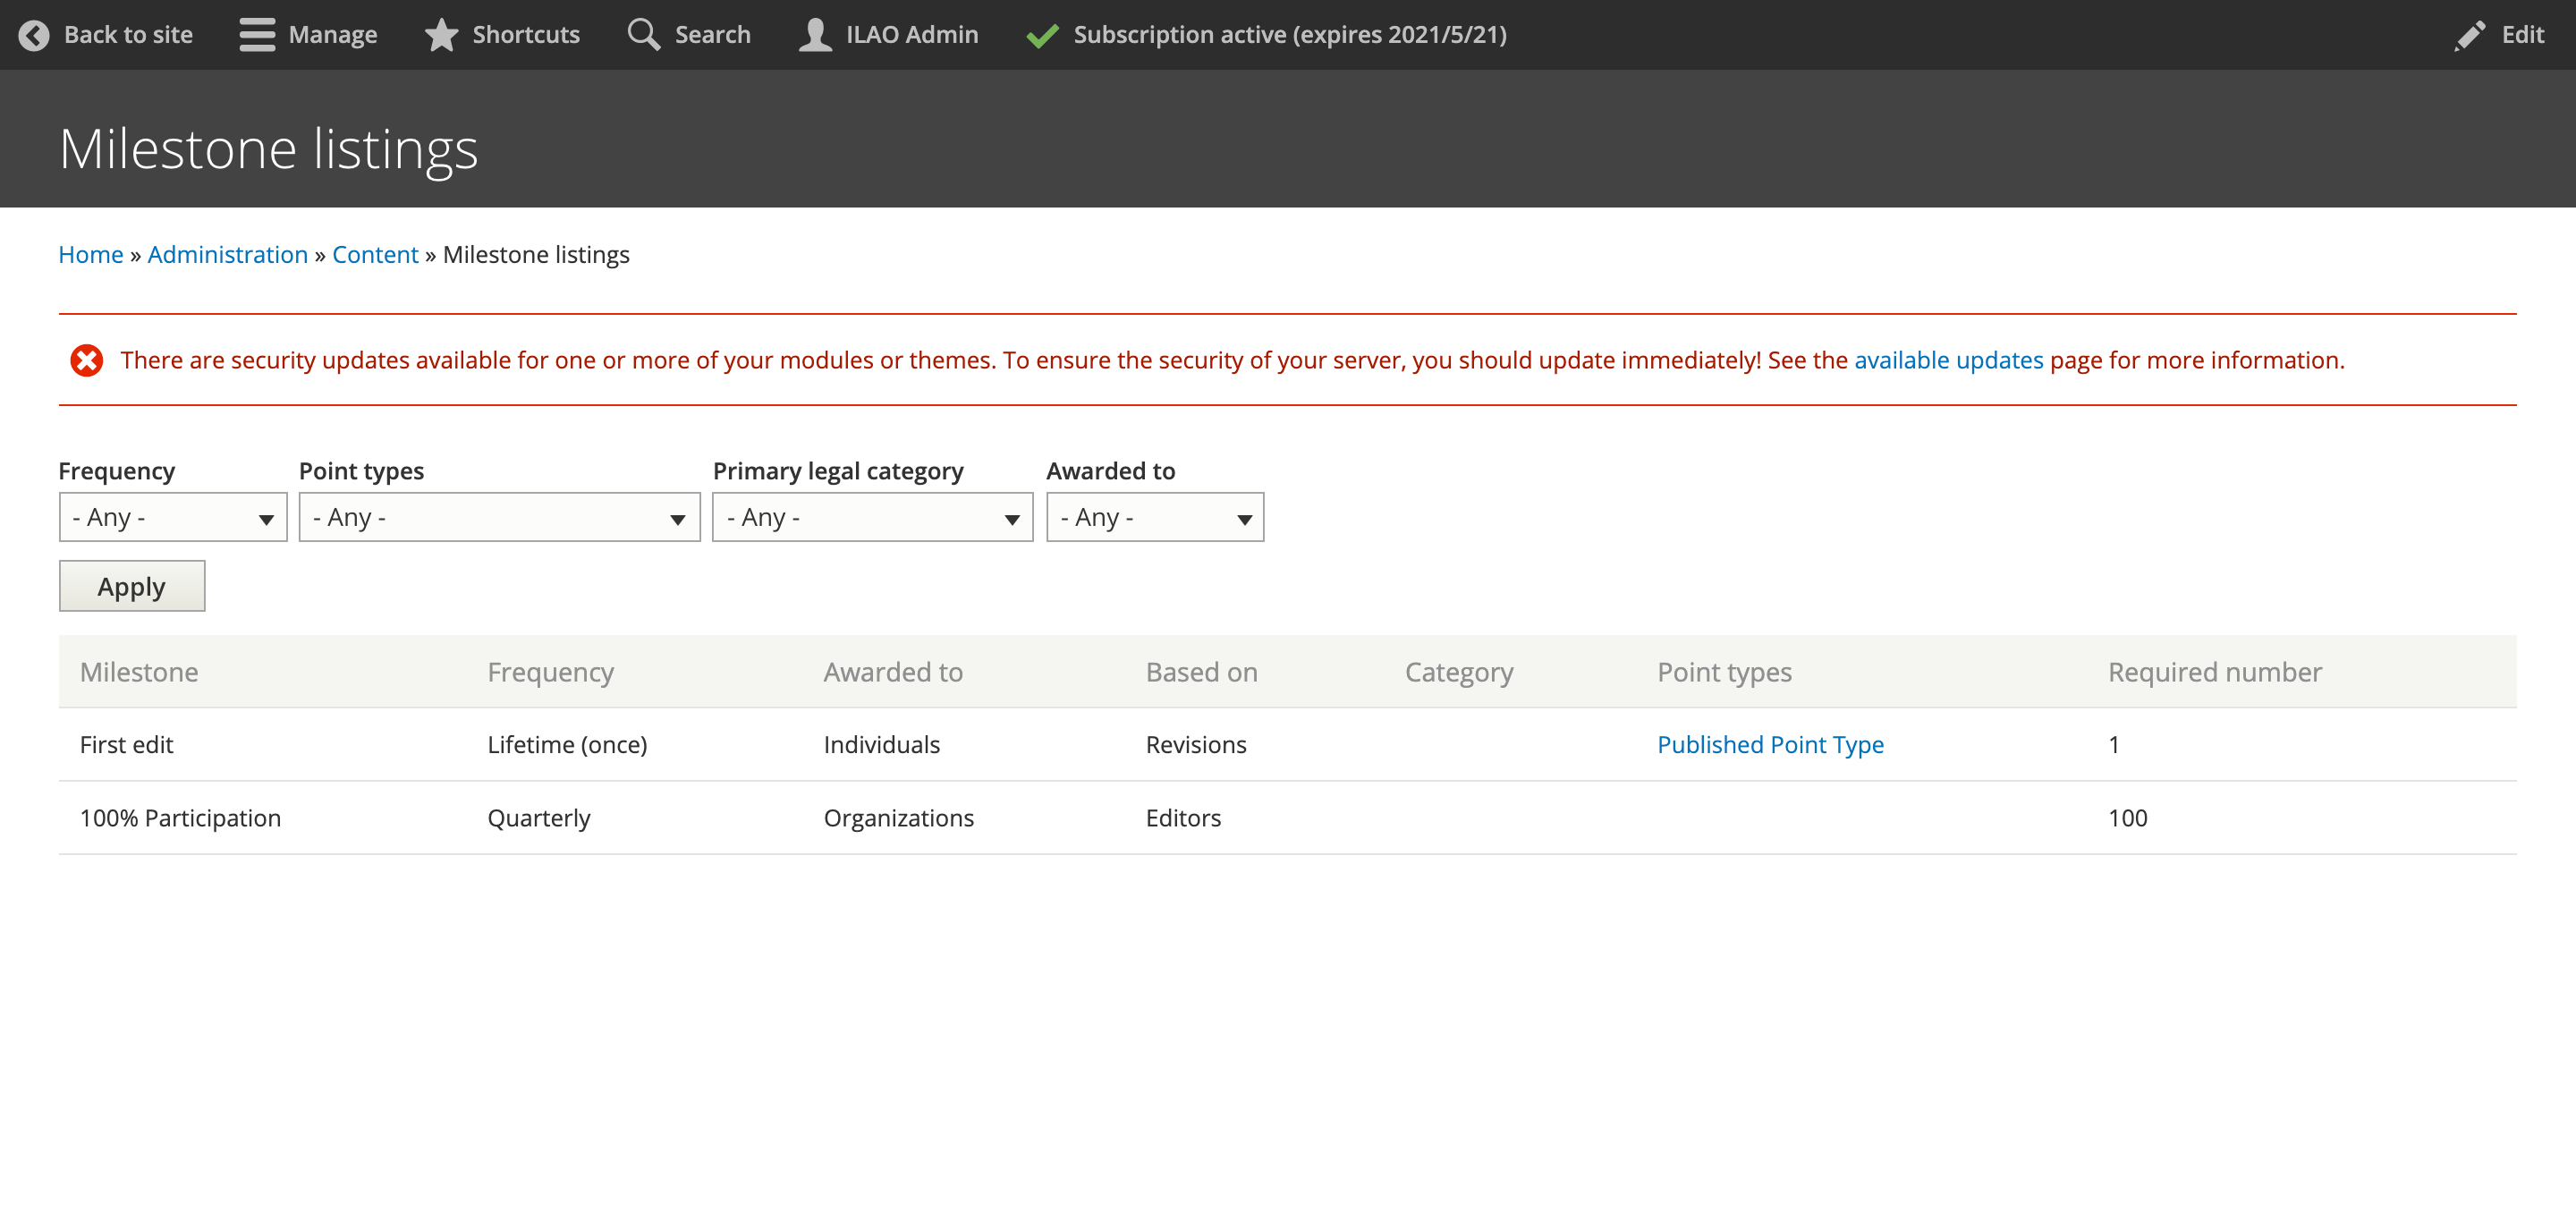 Back to site Manage Shortcuts Search ILAO Admin Subscription active (expires 2021/5/21) Edit
Milestone listings
Home » Administration » Content » Milestone listings
There are security updates available for one or more of your modules or themes. To ensure the security of your server, you should update immediately! See the available updates page for more information.
Frequency Point types Primary legal category Awarded to
- Any - - Any - - Any - - Any -
Apply
Milestone Frequency Awarded to Based on Category Point types Required number
First edit Lifetime (once) Individuals Revisions Published Point Type 1
100% Participation Quarterly Organizations Editors 100